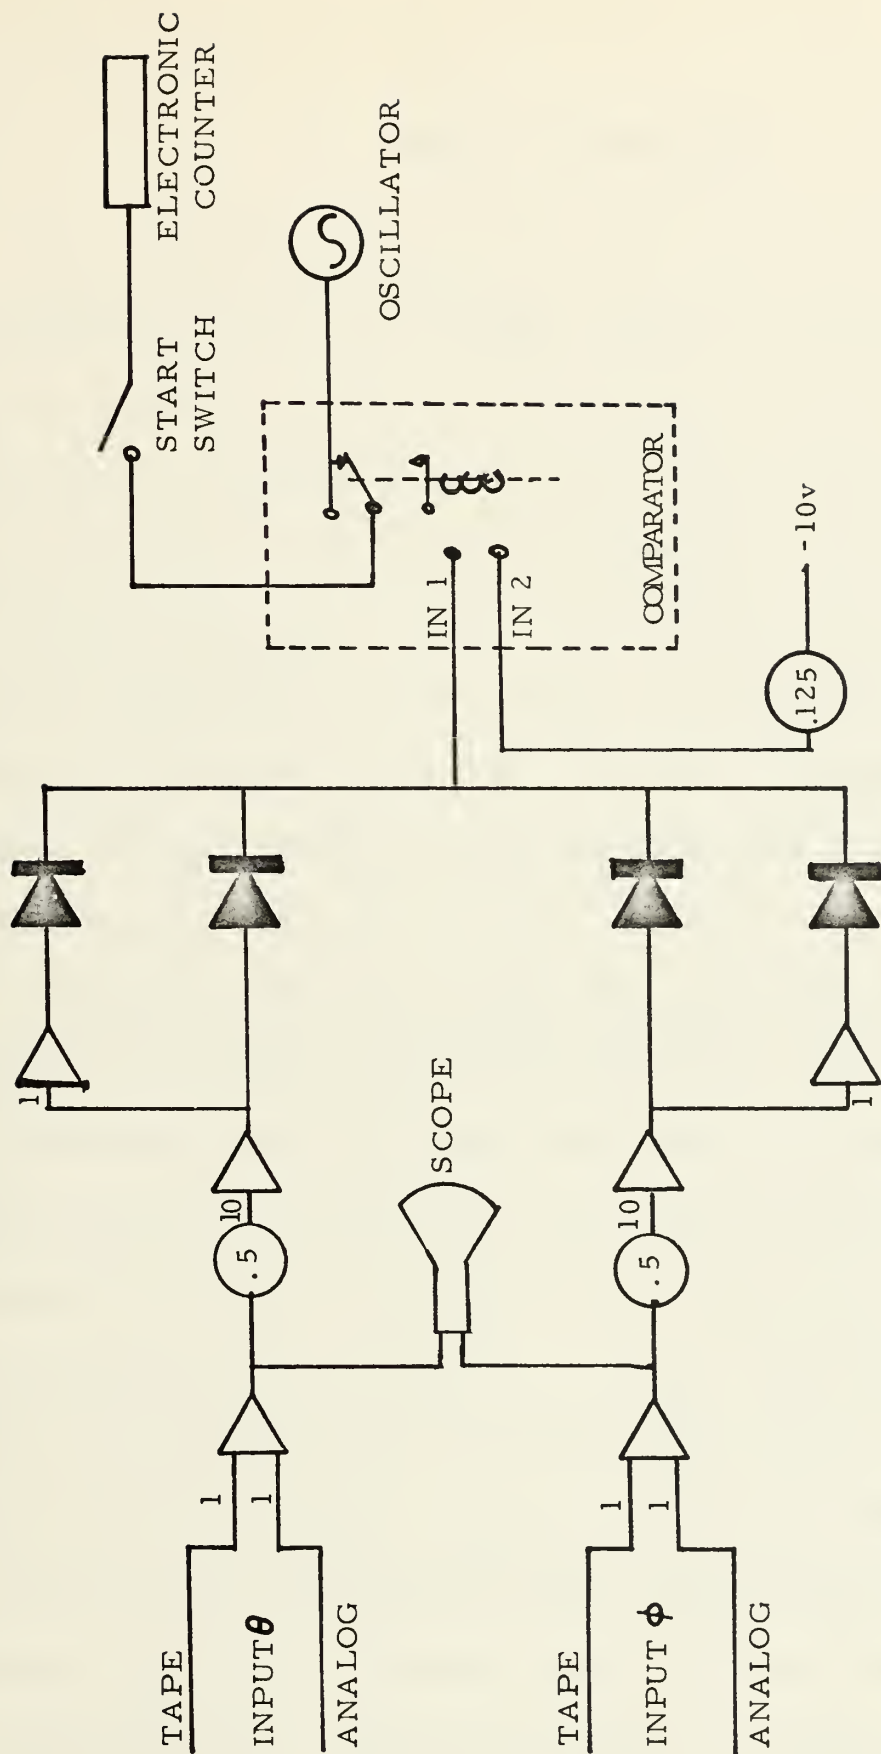 TAPE
INPUT θ
ANALOG
1
1
.5
10
1
SCOPE
TAPE
INPUT ϕ
ANALOG
1
1
.5
10
1
START
SWITCH
ELECTRONIC
COUNTER
OSCILLATOR
IN 1
IN 2
COMPARATOR
.125
-10v